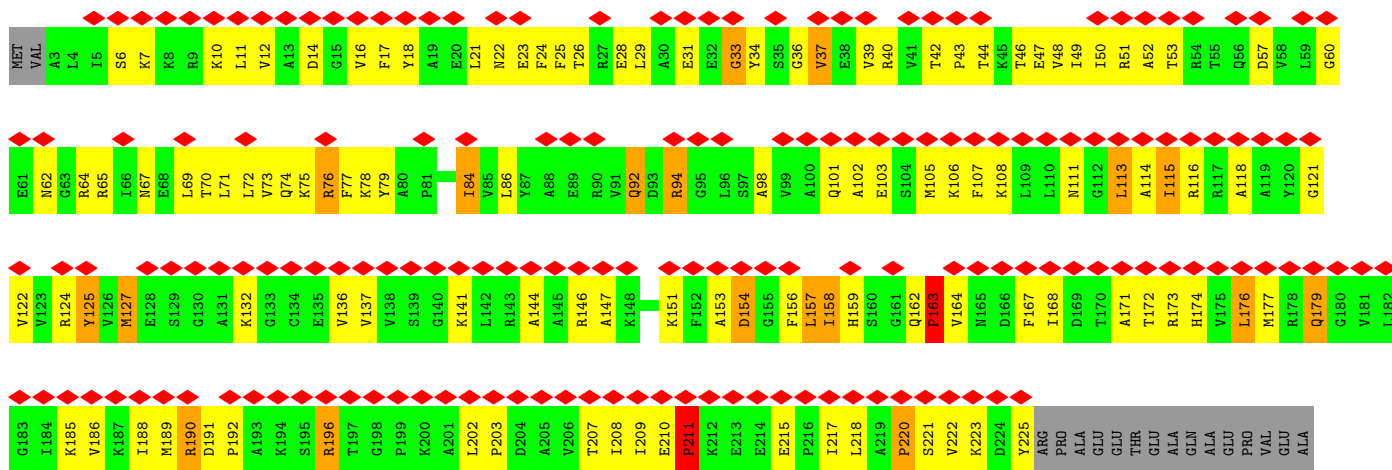 MET VAL A3 L4 I5 S6 K7 K8 R9 K10 L11 V12 A13 D14 G15 V16 F17 Y18 A19 E20 L21 N22 E23 F24 F25 T26 R27 E28 L29 A30 E31 E32 G33 Y34 S35 G36 V37 E38 V39 R40 V41 T42 P43 T44 K45 T46 E47 V48 I49 I50 R51 A52 T53 R54 T55 Q56 D57 V58 L59 G60
E61 N62 G63 R64 R65 I66 N67 E68 L69 T70 L71 L72 V73 Q74 K75 R76 F77 K78 Y79 A80 P81 I84 V85 L86 Y87 A88 E89 R90 V91 Q92 D93 R94 G95 L96 S97 A98 V99 A100 Q101 A102 E103 S104 M105 K106 F107 K108 L109 L110 N111 G112 L113 A114 I115 R116 R117 A118 A119 Y120 G121
V122 V123 R124 Y125 V126 M127 E128 S129 G130 A131 K132 G133 C134 E135 V136 V137 V138 S139 G140 K141 L142 R143 A144 A145 R146 A147 K148 K151 F152 A153 D154 G155 F156 L157 I158 H159 S160 G161 Q162 P163 V164 N165 D166 F167 I168 D169 T170 A171 T172 R173 H174 V175 L176 M177 R178 Q179 G180 V181 L182
G183 I184 K185 V186 K187 I188 M189 R190 D191 P192 A193 K194 S195 R196 T197 G198 P199 K200 A201 L202 P203 D204 A205 V206 T207 I208 I209 E210 P211 K212 E213 E214 E215 P216 I217 L218 A219 P220 S221 V222 K223 D224 Y225 ARG PRO ALA GLU GLU THR GLU ALA GLN ALA GLU PRO VAL GLU ALA